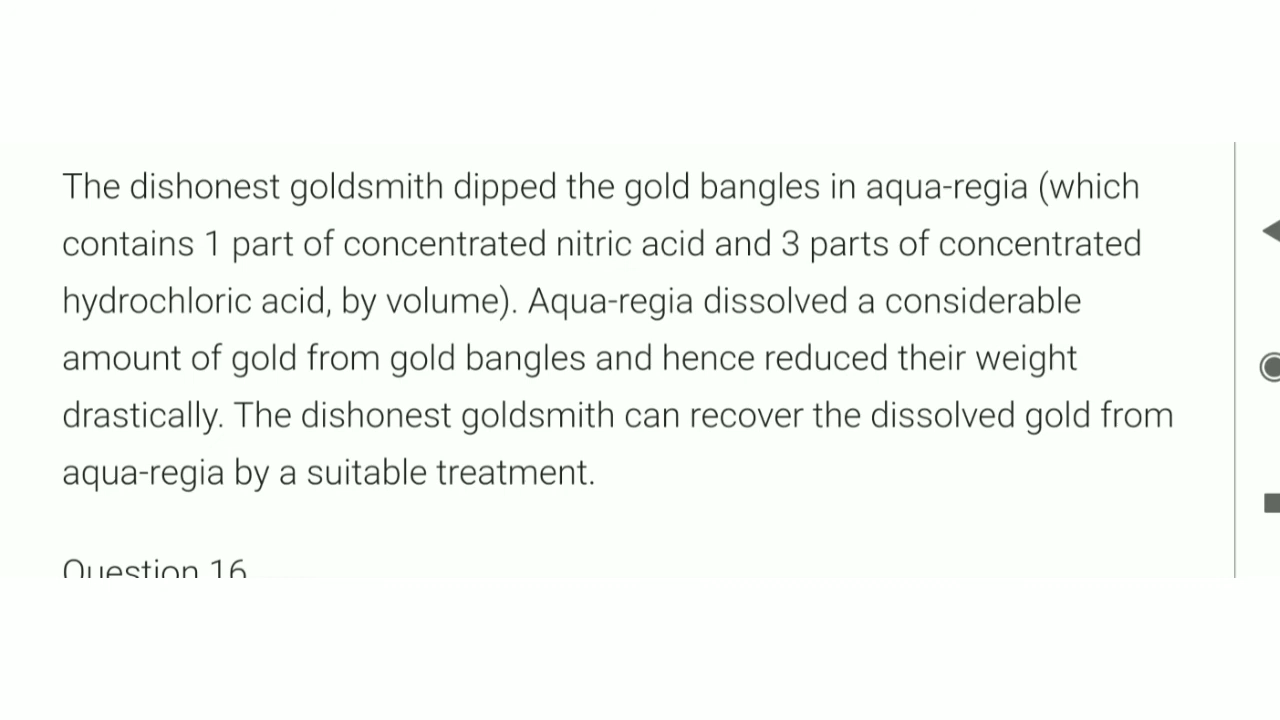 The dishonest goldsmith dipped the gold bangles in aqua-regia (which
contains 1 part of concentrated nitric acid and 3 parts of concentrated
hydrochloric acid, by volume). Aqua-regia dissolved a considerable
amount of gold from gold bangles and hence reduced their weight
drastically. The dishonest goldsmith can recover the dissolved gold from
aqua-regia by a suitable treatment.
Question 16